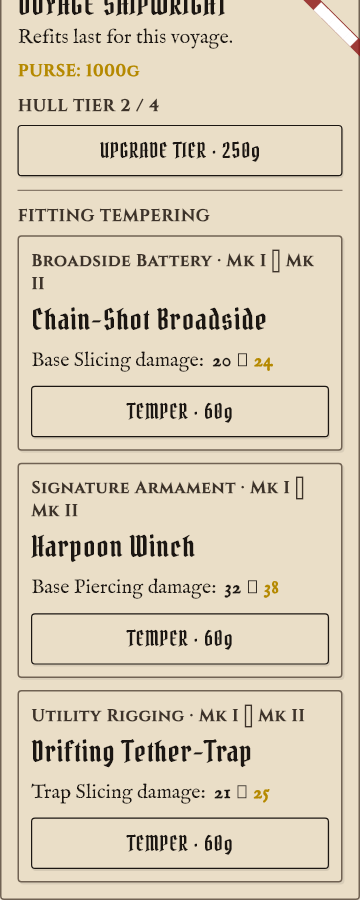 VOYAGE SHIPWRIGHT
Refits last for this voyage.
PURSE: 1000G
HULL TIER 2 / 4
UPGRADE TIER · 250g
FITTING TEMPERING
BROADSIDE BATTERY · MK I ▯ MK
II
Chain-Shot Broadside
Base Slicing damage: 20 ▯ 24
TEMPER · 60g
SIGNATURE ARMAMENT · MK I ▯
MK II
Harpoon Winch
Base Piercing damage: 32 ▯ 38
TEMPER · 60g
UTILITY RIGGING · MK I ▯ MK II
Drifting Tether-Trap
Trap Slicing damage: 21 ▯ 25
TEMPER · 60g